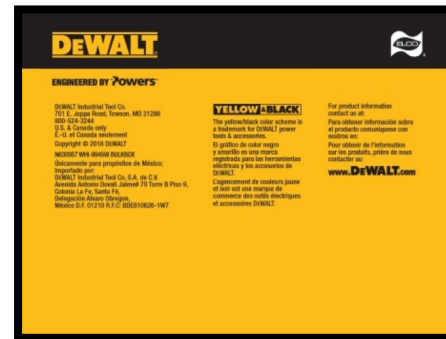 DEWALT
ELCO
ENGINEERED BY Powers
DEWALT Industrial Tool Co.
701 E. Joppa Road, Towson, MD 21286
800-524-3244
U.S. & Canada only
É.-U. et Canada seulement
Copyright © 2018 DEWALT
Únicamente para propósitos de México;
Importado por:
DEWALT Industrial Tool Co, S.A. de C.V.
Avenida Antonio Dovali Jaime# 70 Torre B Piso 9,
Colonia La Fe, Santa Fé,
Delegación Alvaro Obregon,
México D.F. 01210 R.F.C: BDE810626-1W7
YELLOW & BLACK
The yellow/black color scheme is
a trademark for DEWALT power
tools & accessories.
El gráfico de color negro
y amarillo es una marca
registrada para las herramientas
eléctricas y los accesorios de
DEWALT.
L'agencement de couleurs jaune
et noir est une marque de
commerce des outils électriques
et accessoires DEWALT.
For product information
contact us at:
Para obtener información sobre
el producto comuniquese con
nostros en:
Pour obtenir de l'information
sur les produits, prière de nous
contacter au:
www.DEWALT.com